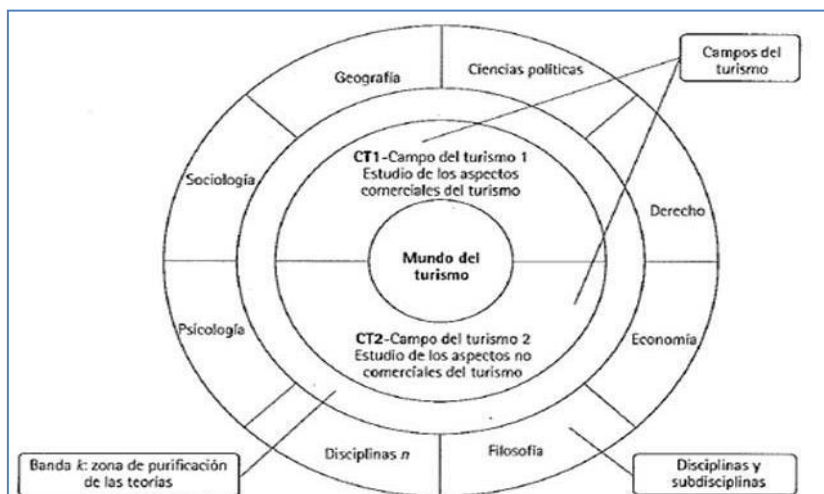 Geografía
Ciencias políticas
Campos del
turismo
CT1-Campo del turismo 1
Estudio de los aspectos
comerciales del turismo
Sociología
Derecho
Mundo del
turismo
Psicología
CT2-Campo del turismo 2
Estudio de los aspectos no
comerciales del turismo
Economía
Banda k: zona de purificación
de las teorías
Disciplinas n
Filosofía
Disciplinas y
subdisciplinas